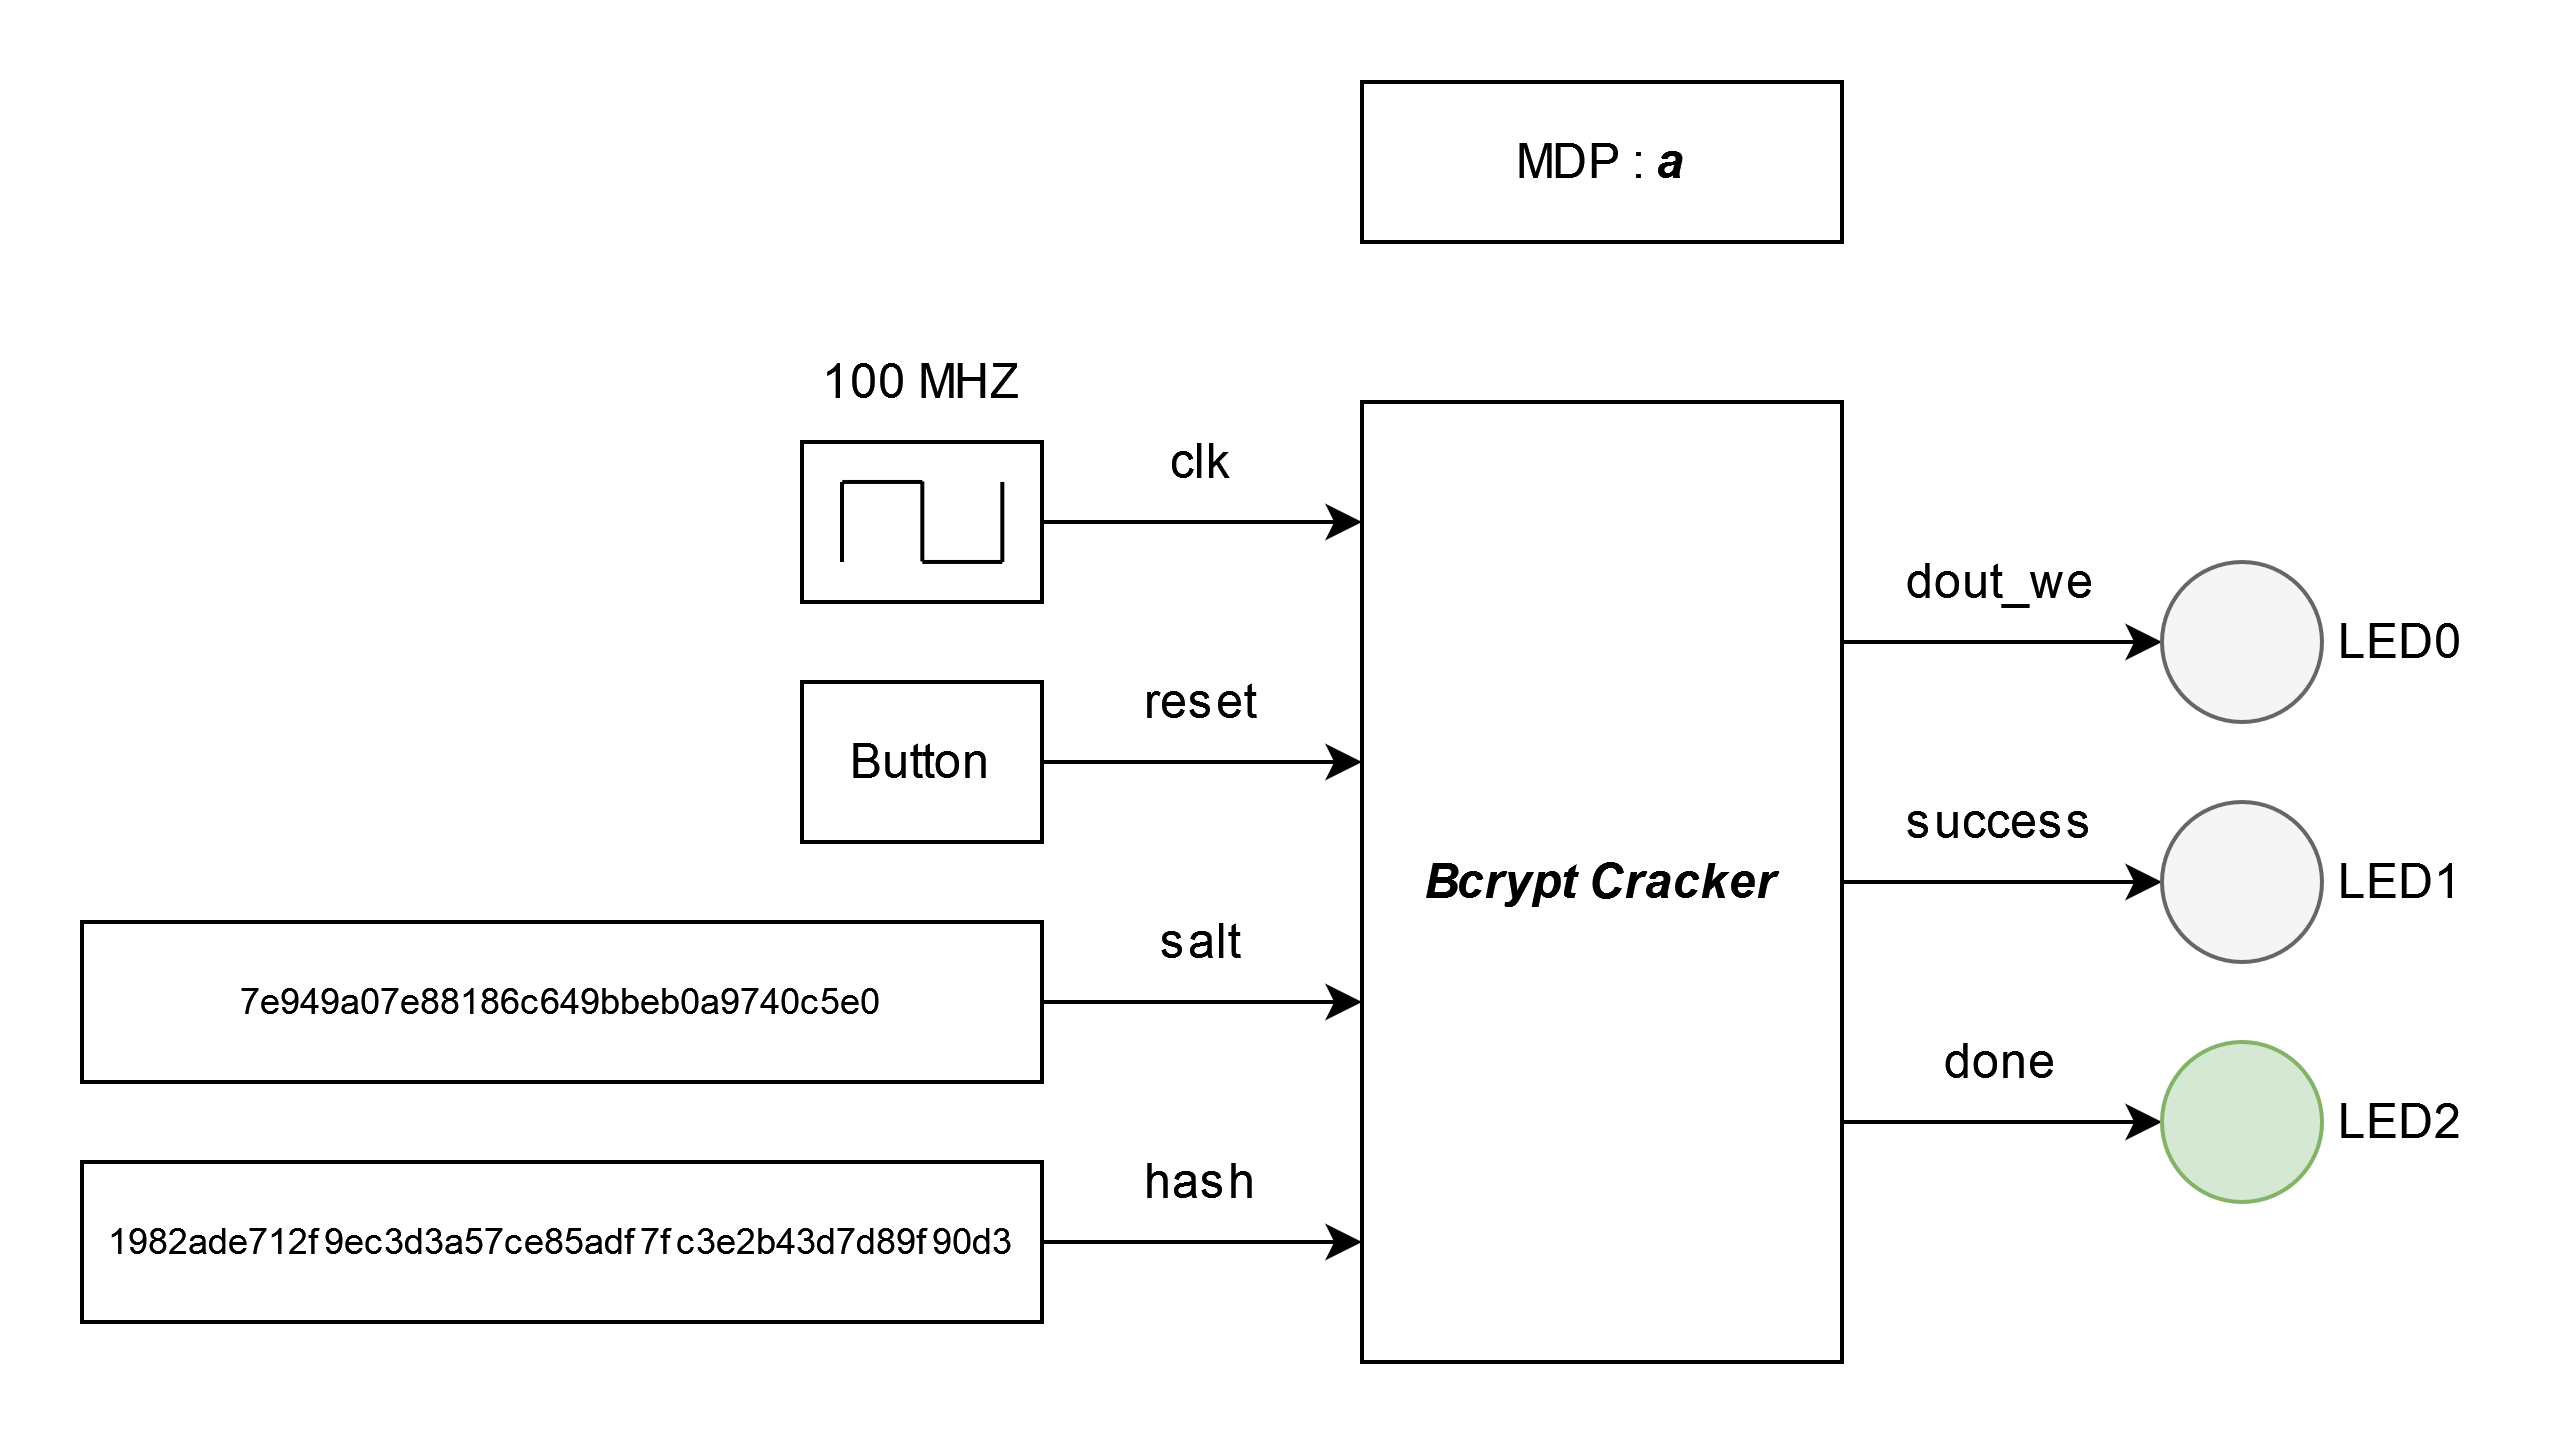 MDP : a
100 MHZ
clk
dout_we
LED0
reset
Button
success
LED1
Bcrypt Cracker
salt
7e949a07e88186c649bbeb0a9740c5e0
done
LED2
hash
1982ade712f9ec3d3a57ce85adf7fc3e2b43d7d89f90d3